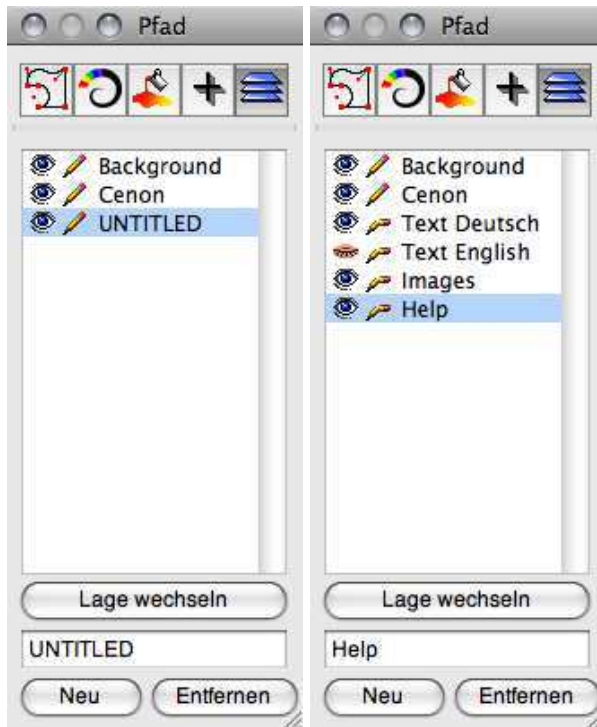 Pfad
Background
Cenon
UNTITLED
Lage wechseln
UNTITLED
Neu
Entfernen
Pfad
Background
Cenon
Text Deutsch
Text English
Images
Help
Lage wechseln
Help
Neu
Entfernen